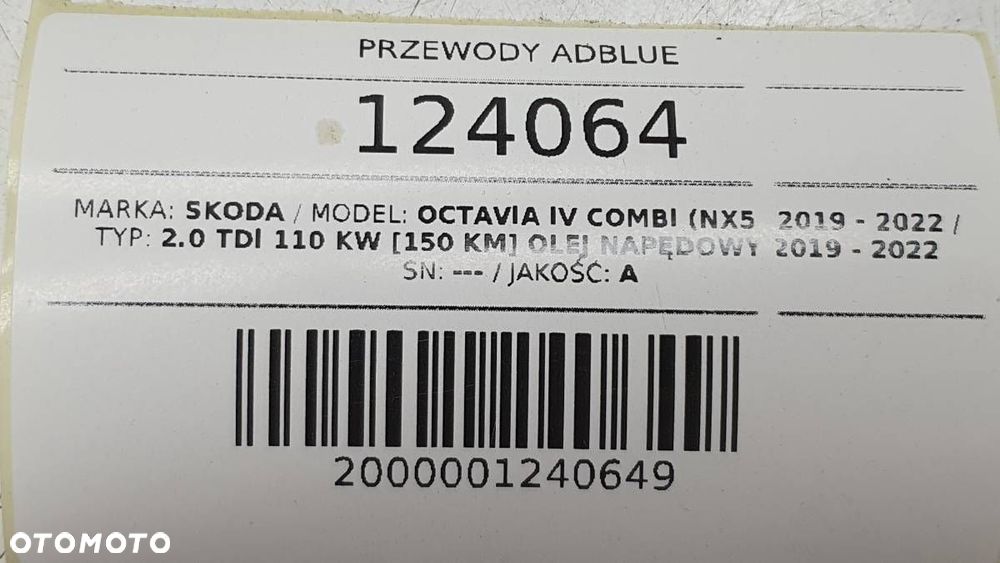 PRZEWODY ADBLUE
124064
MARKA: SKODA / MODEL: OCTAVIA IV COMBI (NX5 2019 - 2022 /
TYP: 2.0 TDI 110 KW [150 KM] OLEJ NAPĘDOWY 2019 - 2022
SN: --- / JAKOŚĆ: A
2000001240649
OTOMOTO